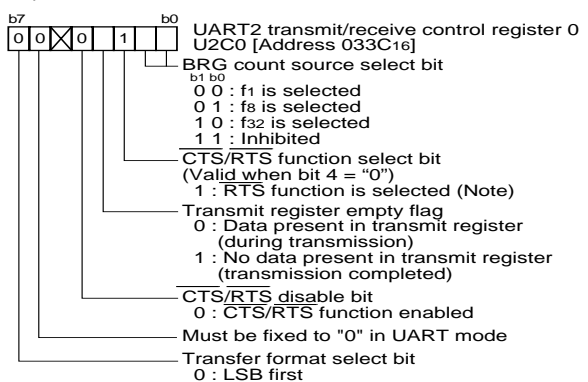 b7 b0
0 0 0 1
UART2 transmit/receive control register 0
U2C0 [Address 033C16]
BRG count source select bit
b1 b0
0 0 : f1 is selected
0 1 : f8 is selected
1 0 : f32 is selected
1 1 : Inhibited
CTS/RTS function select bit
(Valid when bit 4 = “0”)
1 : RTS function is selected (Note)
Transmit register empty flag
0 : Data present in transmit register
(during transmission)
1 : No data present in transmit register
(transmission completed)
CTS/RTS disable bit
0 : CTS/RTS function enabled
Must be fixed to "0" in UART mode
Transfer format select bit
0 : LSB first